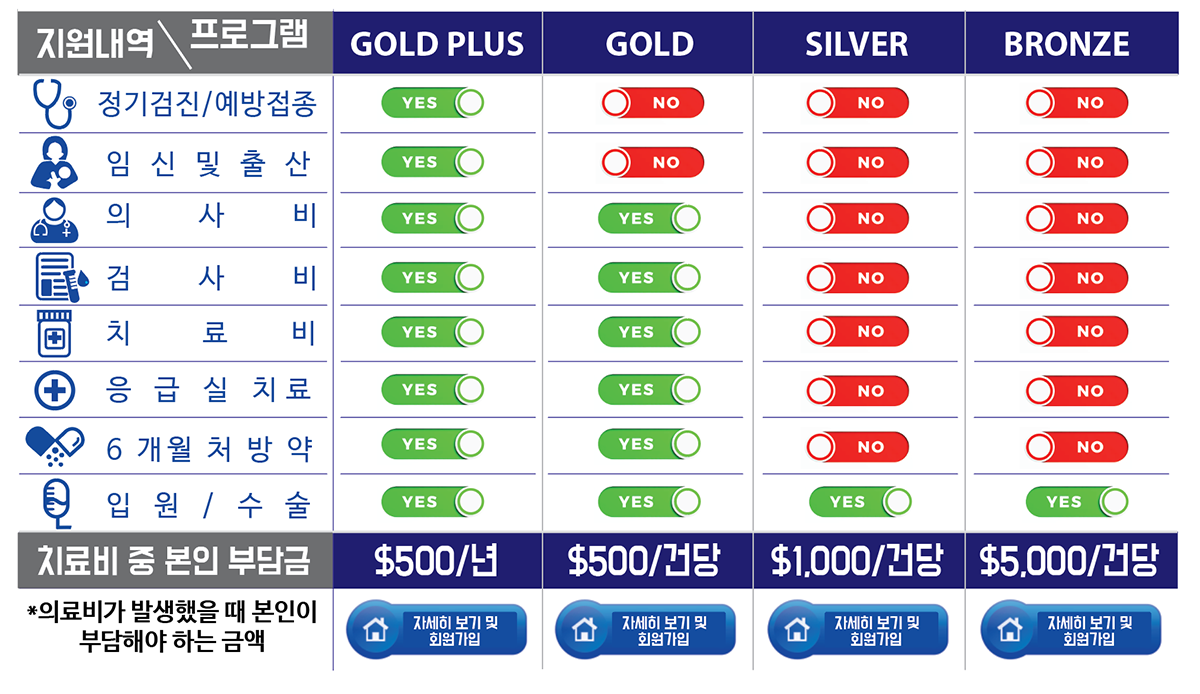 지원내역 \ 프로그램 GOLD PLUS GOLD SILVER BRONZE
정기검진/예방접종 YES NO NO NO
임 신 및 출 산 YES NO NO NO
의 사 비 YES YES NO NO
검 사 비 YES YES NO NO
치 료 비 YES YES NO NO
응 급 실 치 료 YES YES NO NO
6 개월 처 방 약 YES YES NO NO
입 원 / 수 술 YES YES YES YES
치료비 중 본인 부담금 $500/년 $500/건당 $1,000/건당 $5,000/건당
*의료비가 발생했을 때 본인이
부담해야 하는 금액
자세히 보기 및
회원가입
자세히 보기 및
회원가입
자세히 보기 및
회원가입
자세히 보기 및
회원가입